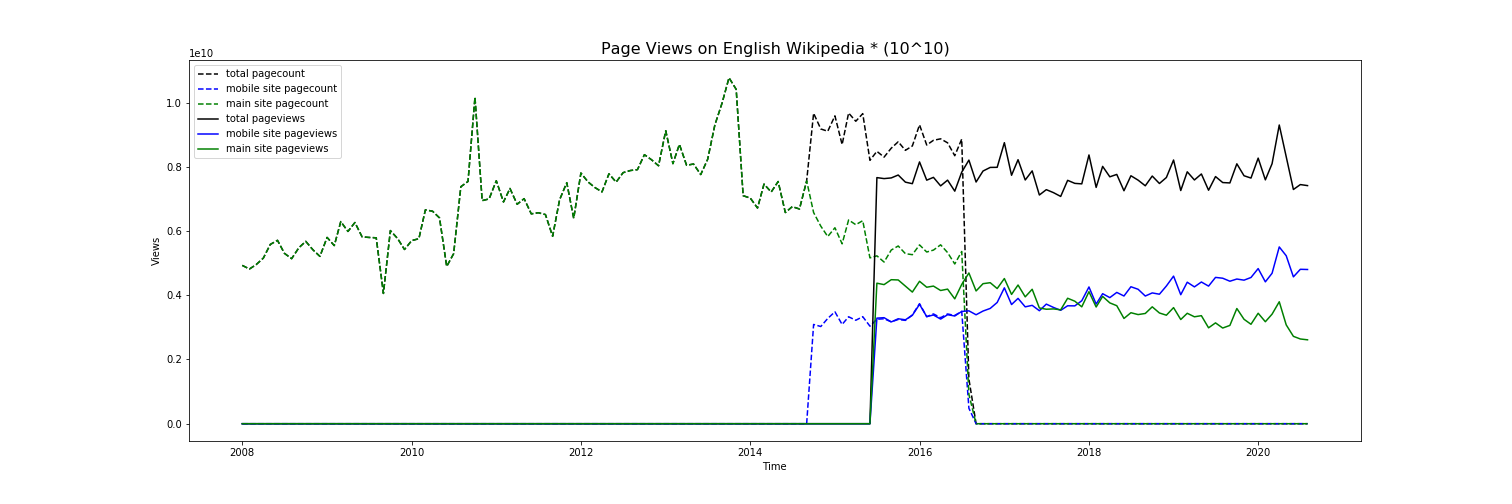 Page Views on English Wikipedia * (10^10)
1e10
total pagecount
mobile site pagecount
main site pagecount
total pageviews
mobile site pageviews
main site pageviews
1.0
0.8
0.6
0.4
0.2
0.0
Views
2008 2010 2012 2014 2016 2018 2020
Time